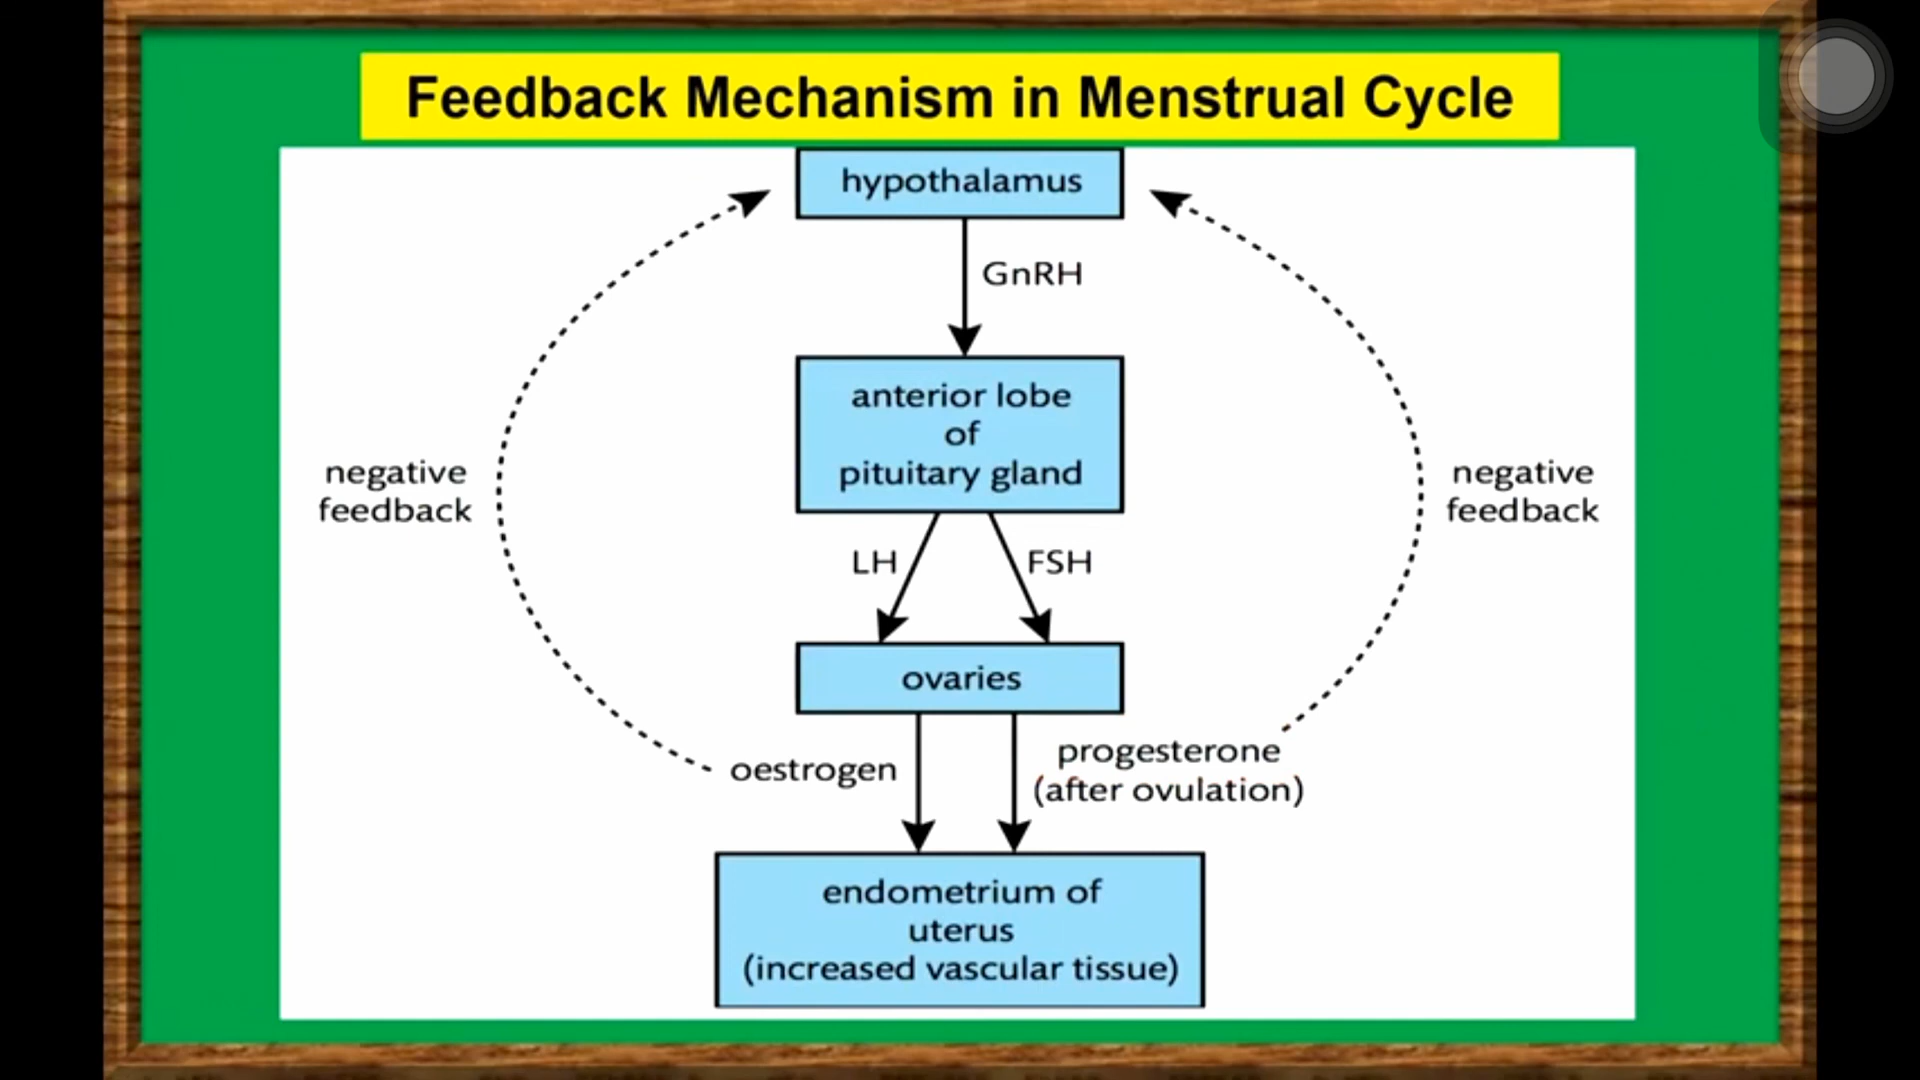 Feedback Mechanism in Menstrual Cycle
hypothalamus
GnRH
anterior lobe
of
pituitary gland
negative
feedback
negative
feedback
LH
FSH
ovaries
oestrogen
progesterone
(after ovulation)
endometrium of
uterus
(increased vascular tissue)